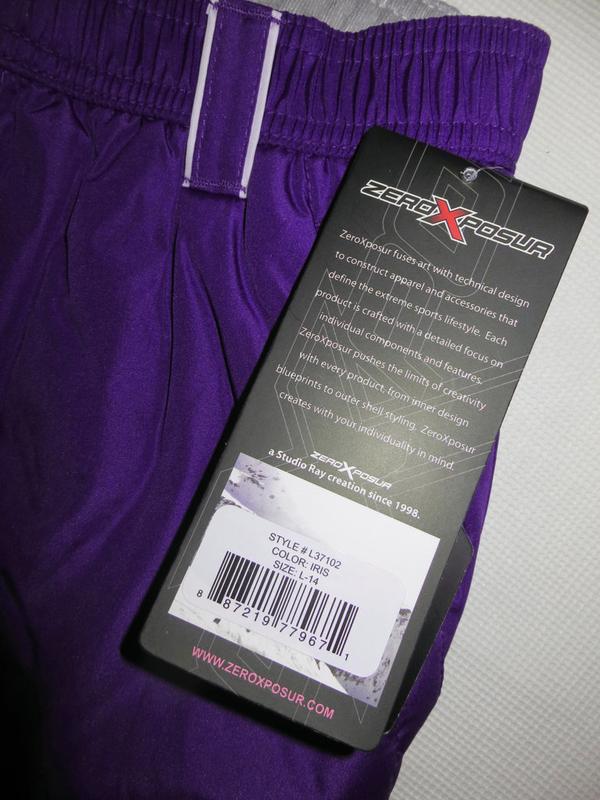 ZEROXPOSUR
ZeroXposur fuses art with technical design
to construct apparel and accessories that
define the extreme sports lifestyle. Each
product is crafted with a detailed focus on
individual components and features.
ZeroXposur pushes the limits of creativity
with every product, from inner design
blueprints to outer shell styling. ZeroXposur
creates with your individuality in mind.
ZEROXPOSUR
a Studio Ray creation since 1998.
STYLE # L37102
COLOR: IRIS
SIZE: L-14
8 87219 77967 1
WWW.ZEROXPOSUR.COM